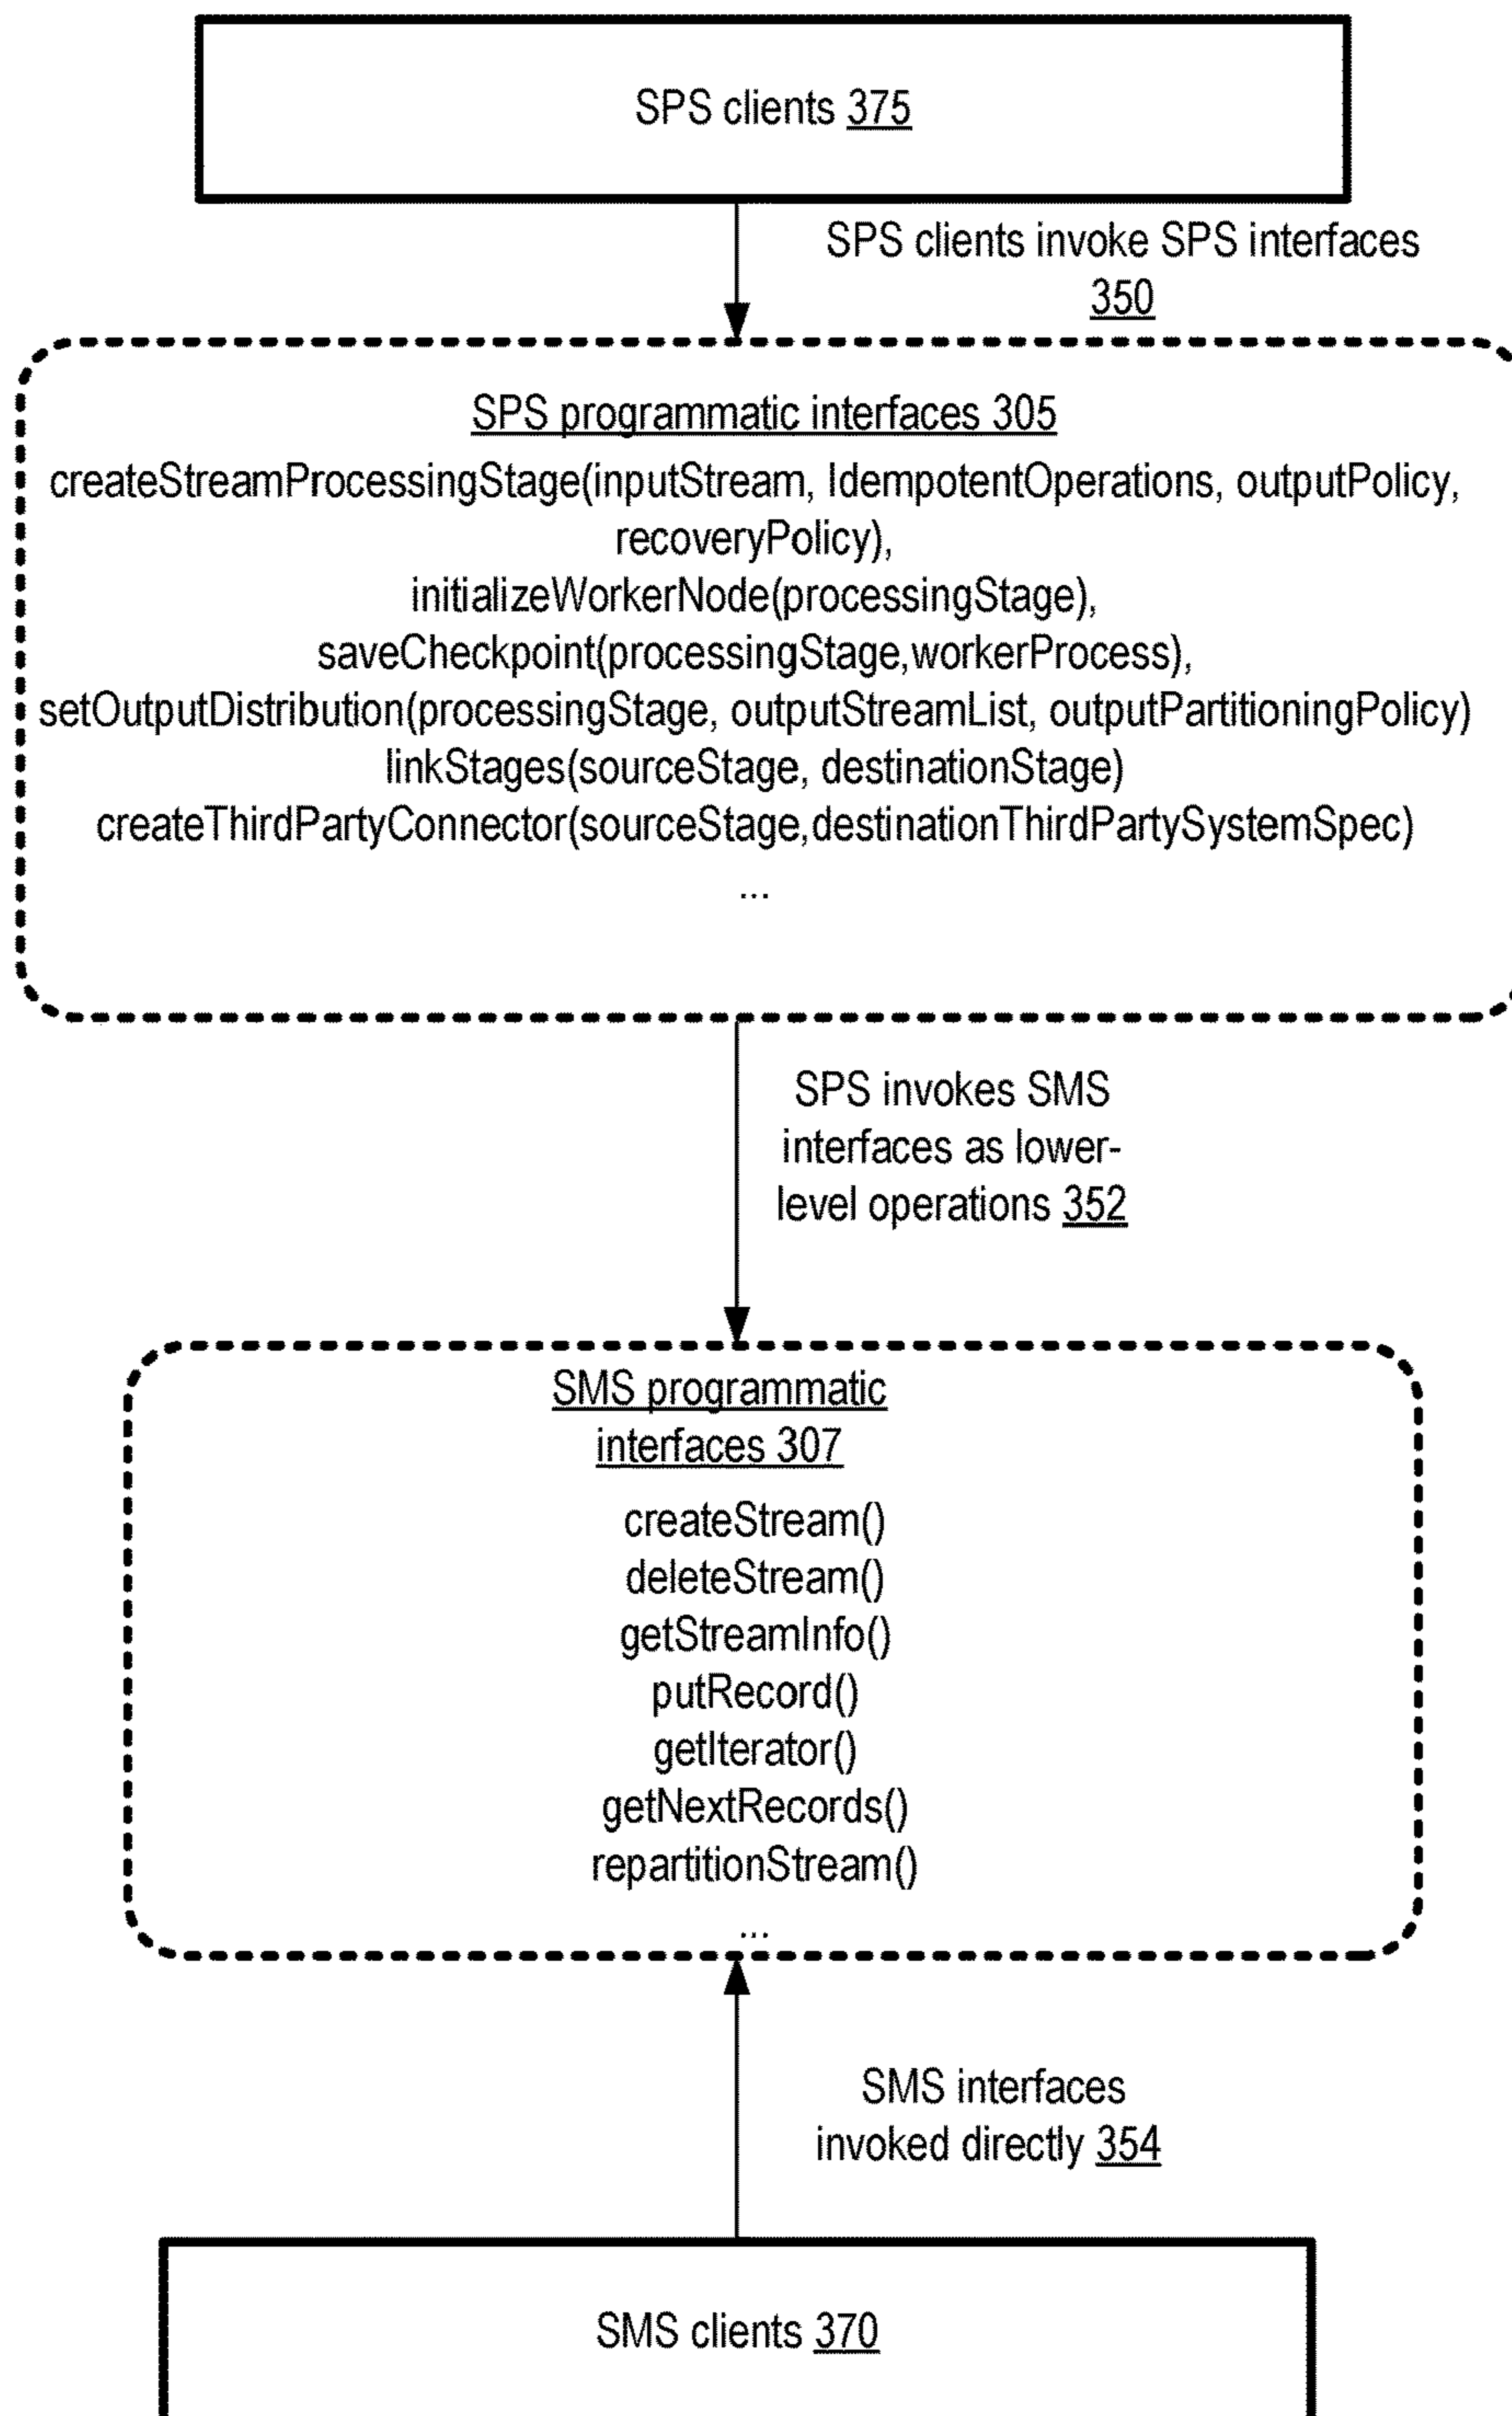 SPS clients 375
SPS clients invoke SPS interfaces
350
SPS programmatic interfaces 305
createStreamProcessingStage(inputStream, IdempotentOperations, outputPolicy,
recoveryPolicy),
initializeWorkerNode(processingStage),
saveCheckpoint(processingStage,workerProcess),
setOutputDistribution(processingStage, outputStreamList, outputPartitioningPolicy)
linkStages(sourceStage, destinationStage)
createThirdPartyConnector(sourceStage,destinationThirdPartySystemSpec)
...
SPS invokes SMS
interfaces as lower-
level operations 352
SMS programmatic
interfaces 307
createStream()
deleteStream()
getStreamInfo()
putRecord()
getIterator()
getNextRecords()
repartitionStream()
...
SMS interfaces
invoked directly 354
SMS clients 370